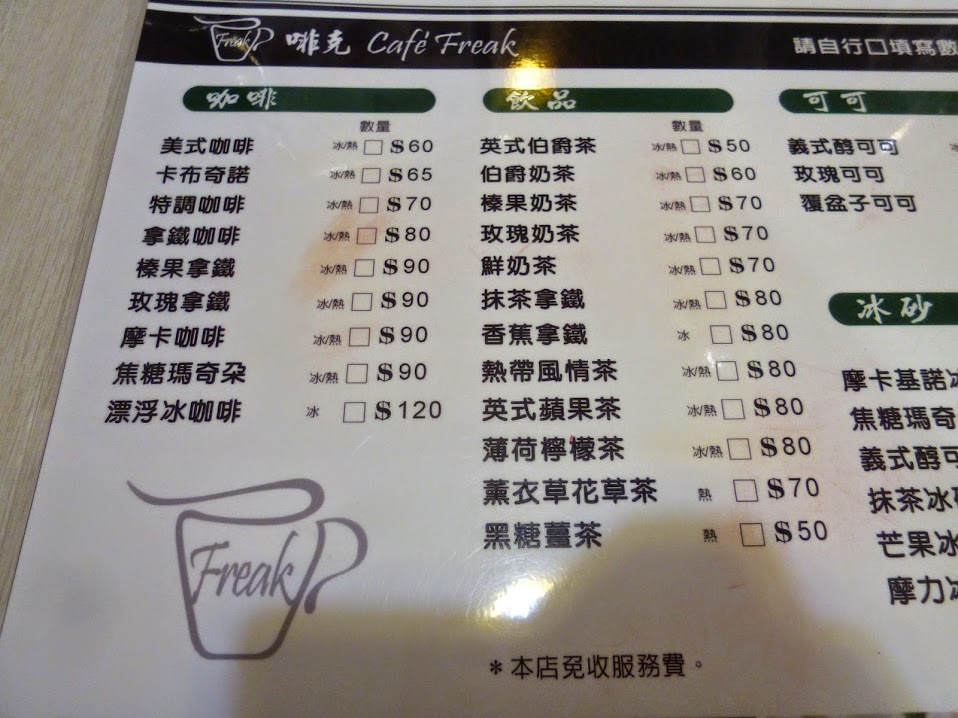 Freak 啡克 Café Freak
請自行囗填寫數
咖啡
數量
美式咖啡 冰/熱 □ $60
卡布奇諾 冰/熱 □ $65
特調咖啡 冰/熱 □ $70
拿鐵咖啡 冰/熱 □ $80
榛果拿鐵 冰/熱 □ $90
玫瑰拿鐵 冰/熱 □ $90
摩卡咖啡 冰/熱 □ $90
焦糖瑪奇朵 冰/熱 □ $90
漂浮冰咖啡 冰 □ $120
Freak
飲品
數量
英式伯爵茶 冰/熱 □ $50
伯爵奶茶 冰/熱 □ $60
榛果奶茶 冰/熱 □ $70
玫瑰奶茶 冰/熱 □ $70
鮮奶茶 冰/熱 □ $70
抹茶拿鐵 冰/熱 □ $80
香蕉拿鐵 冰 □ $80
熱帶風情茶 冰/熱 □ $80
英式蘋果茶 冰/熱 □ $80
薄荷檸檬茶 冰/熱 □ $80
薰衣草花草茶 熱 □ $70
黑糖薑茶 熱 □ $50
*本店免收服務費。
可可
義式醇可可
玫瑰可可
覆盆子可可
冰砂
摩卡基諾冰
焦糖瑪奇
義式醇可
抹茶冰
芒果冰
摩力冰